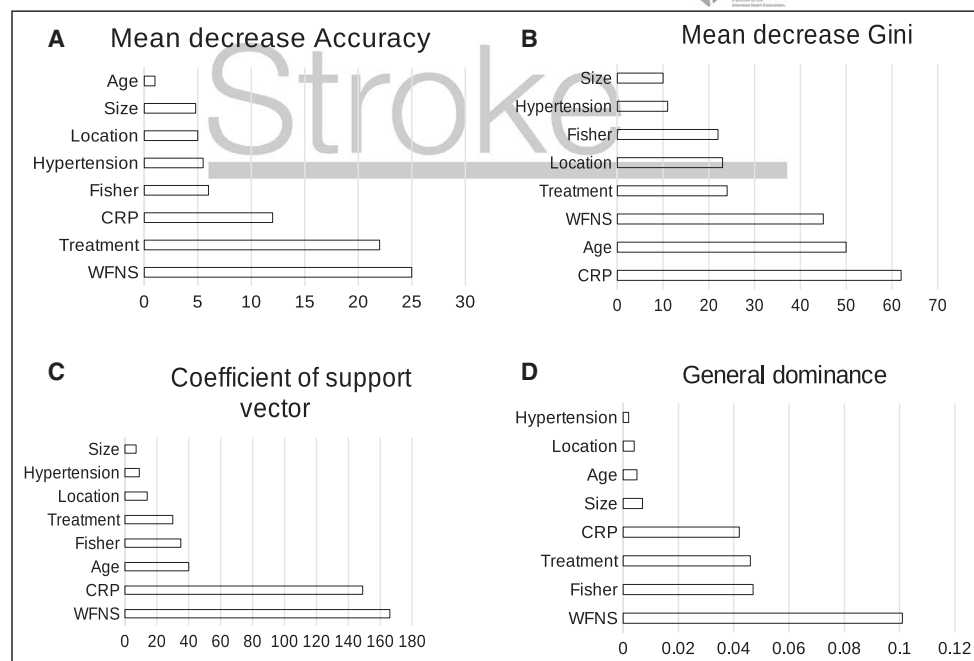 A Mean decrease Accuracy
Age
Size
Location
Hypertension
Fisher
CRP
Treatment
WFNS
0 5 10 15 20 25 30
B Mean decrease Gini
Size
Hypertension
Fisher
Location
Treatment
WFNS
Age
CRP
0 10 20 30 40 50 60 70
Stroke
C Coefficient of support
vector
Size
Hypertension
Location
Treatment
Fisher
Age
CRP
WFNS
0 20 40 60 80 100 120 140 160 180
D General dominance
Hypertension
Location
Age
Size
CRP
Treatment
Fisher
WFNS
0 0.02 0.04 0.06 0.08 0.1 0.12